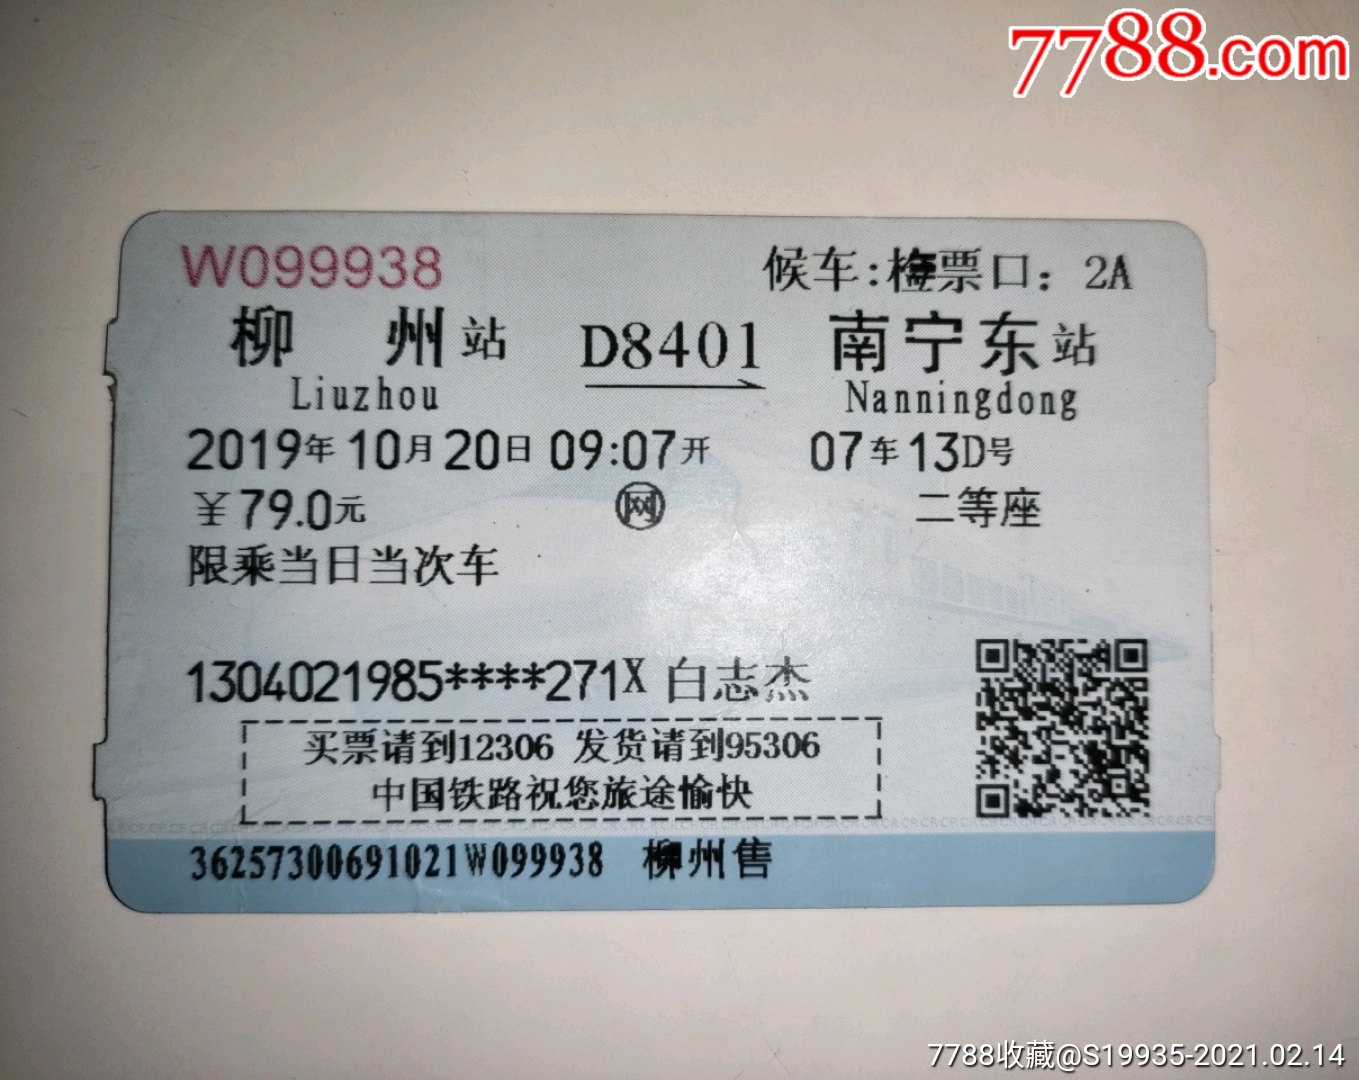 7788.com
W099938
候车:检票口：2A
柳州站 D8401 南宁东站
Liuzhou Nanningdong
2019年10月20日09:07开 07车13D号
￥79.0元 网 二等座
限乘当日当次车
1304021985****271X 白志杰
买票请到12306 发货请到95306
中国铁路祝您旅途愉快
36257300691021W099938 柳州售
7788收藏@S19935-2021.02.14